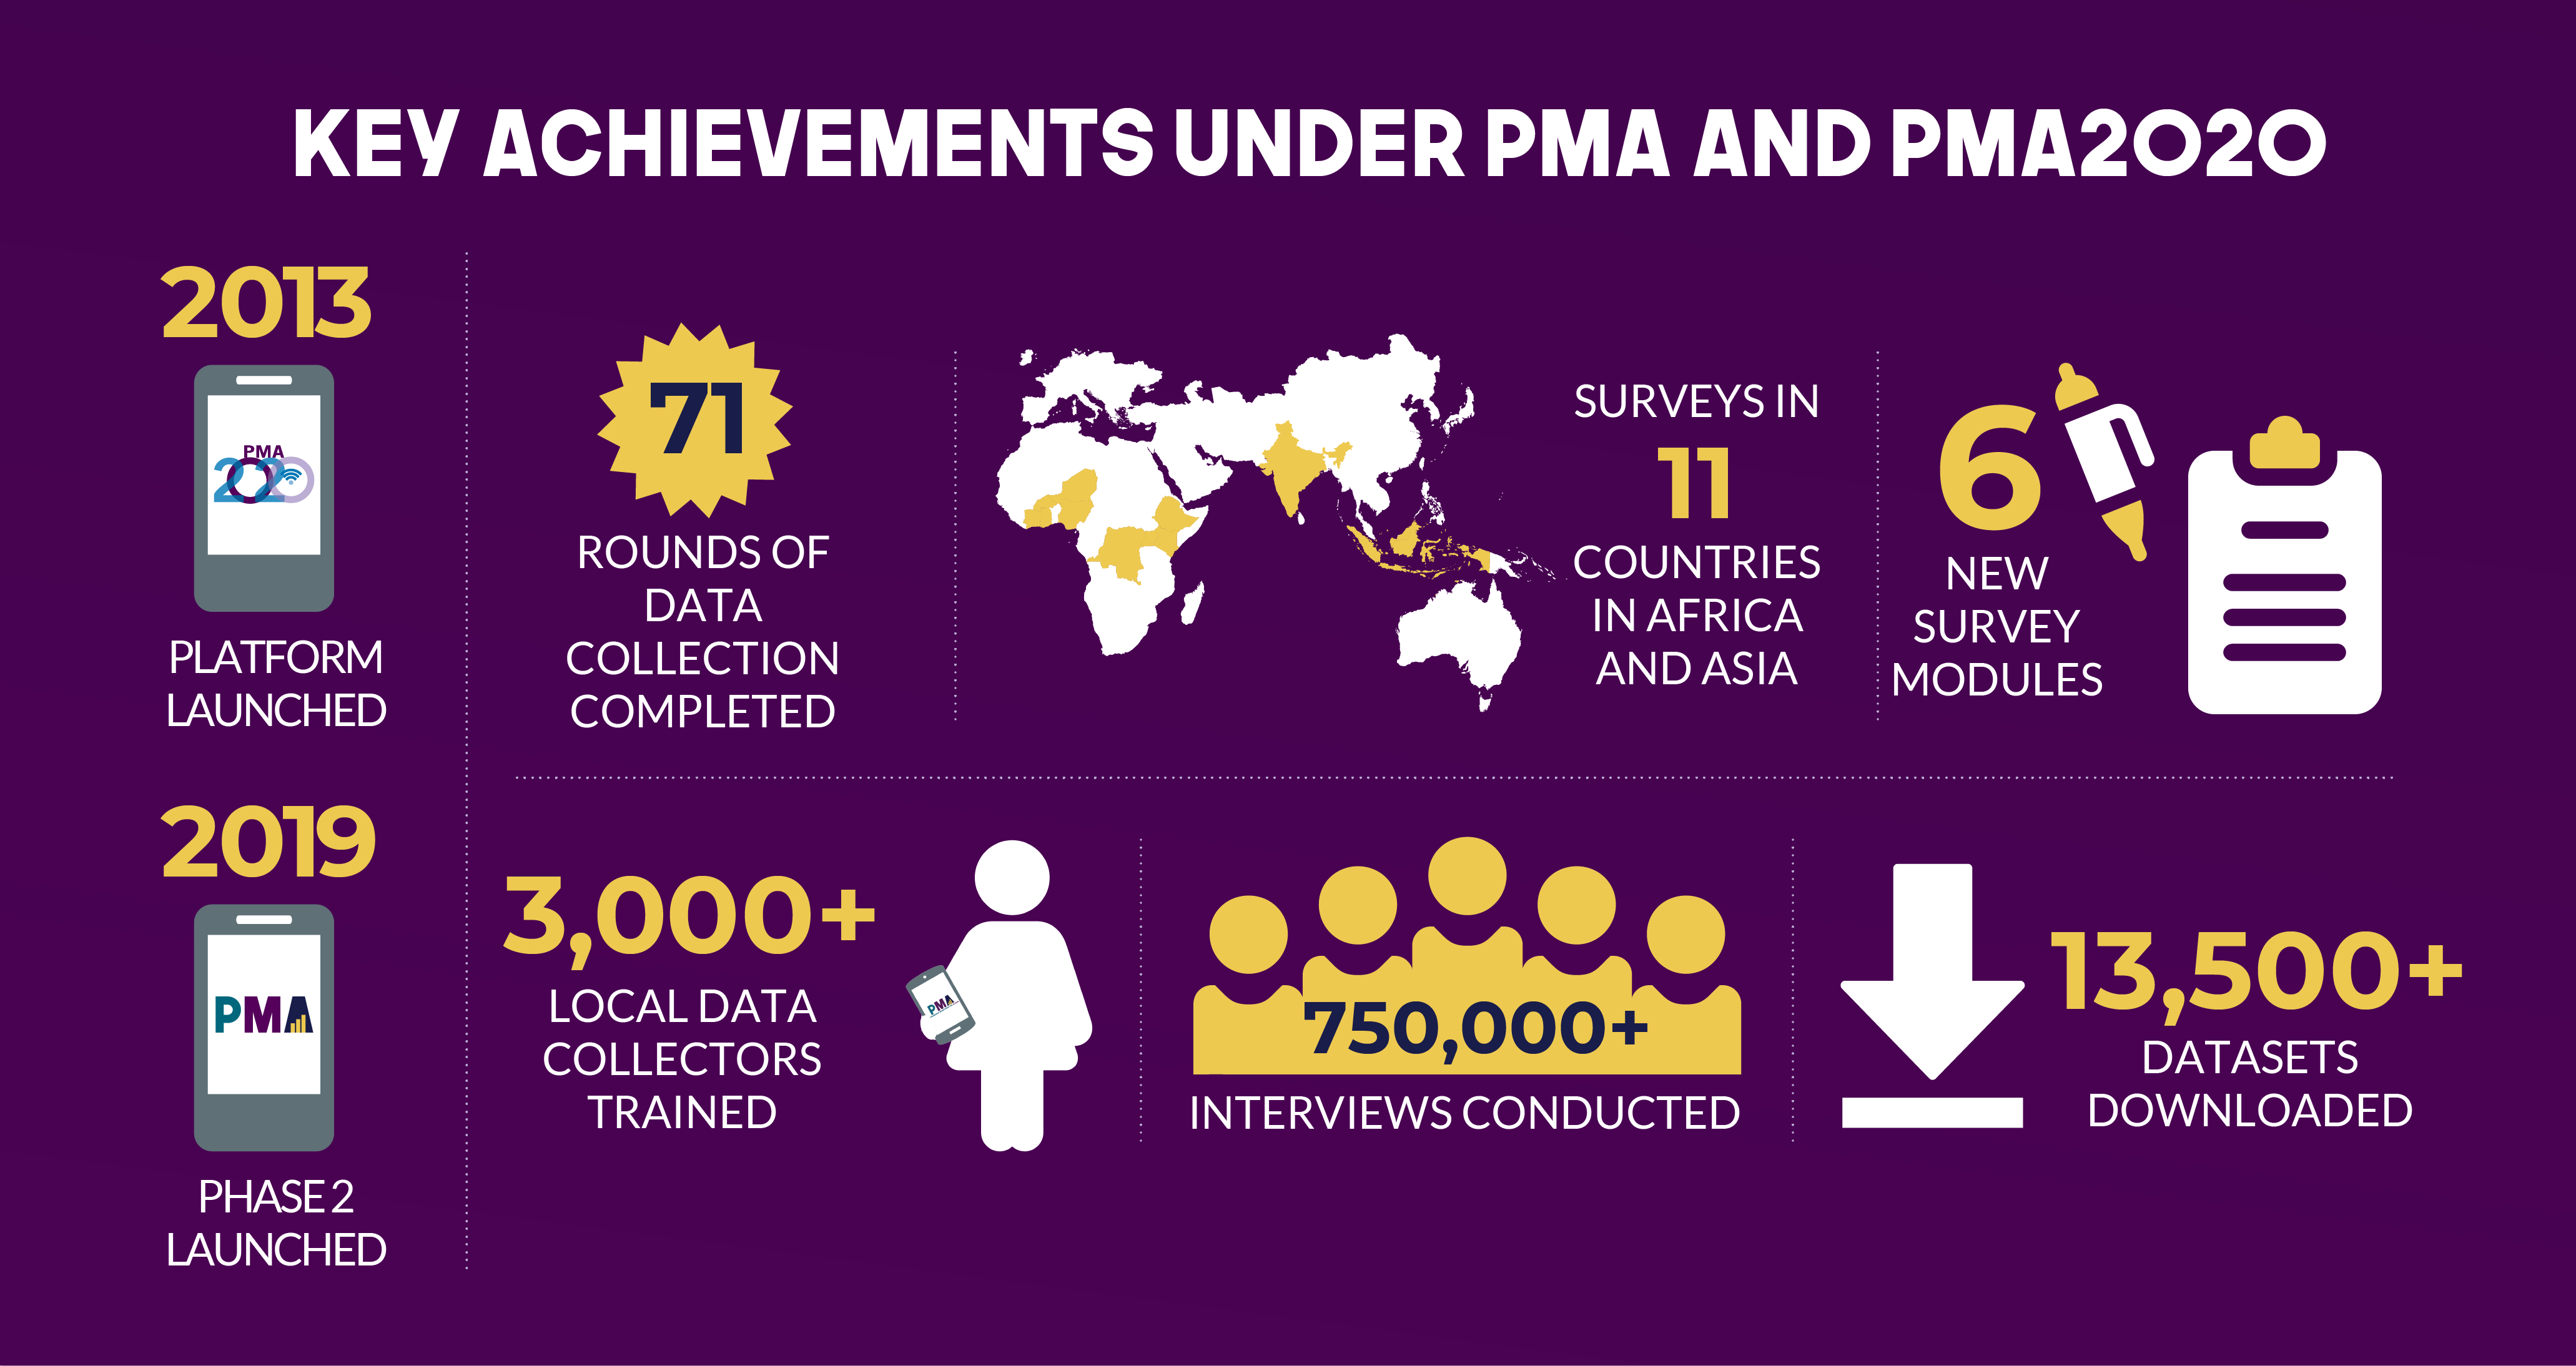 KEY ACHIEVEMENTS UNDER PMA AND PMA2020
2013
PMA
2020
PLATFORM
LAUNCHED
2019
PMA
PHASE 2
LAUNCHED
71
ROUNDS OF
DATA
COLLECTION
COMPLETED
SURVEYS IN
11
COUNTRIES
IN AFRICA
AND ASIA
6
NEW
SURVEY
MODULES
3,000+
LOCAL DATA
COLLECTORS
TRAINED
PMA
750,000+
INTERVIEWS CONDUCTED
13,500+
DATASETS
DOWNLOADED